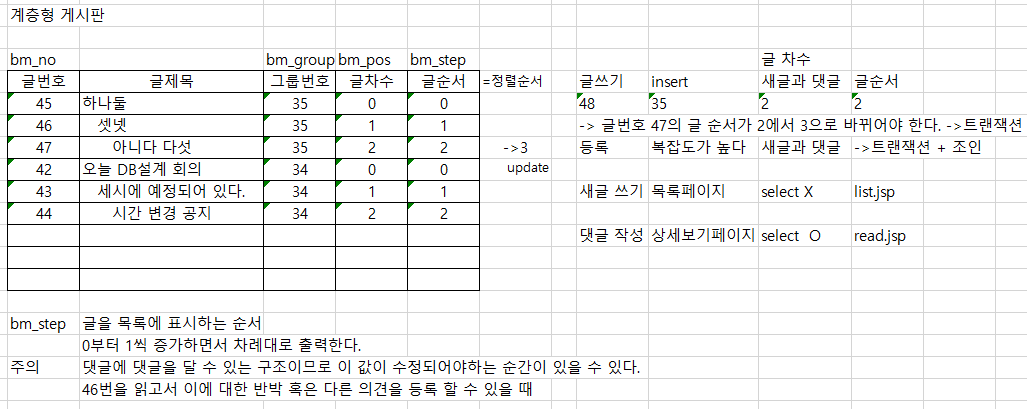 계층형 게시판
글 차수
bm_no bm_group bm_pos bm_step
글번호 글제목 그룹번호 글차수 글순서 =정렬순서 글쓰기 insert 새글과 댓글 글순서
45 하나둘 35 0 0 48 35 2 2
46 셋넷 35 1 1 -> 글번호 47의 글 순서가 2에서 3으로 바뀌어야 한다. ->트랜잭션
47 아니다 다섯 35 2 2 ->3 등록 복잡도가 높다 새글과 댓글 ->트랜잭션 + 조인
42 오늘 DB설계 회의 34 0 0 update
43 세시에 예정되어 있다. 34 1 1 새글 쓰기 목록페이지 select X list.jsp
44 시간 변경 공지 34 2 2
댓글 작성 상세보기페이지 select O read.jsp
bm_step 글을 목록에 표시하는 순서
0부터 1씩 증가하면서 차례대로 출력한다.
주의 댓글에 댓글을 달 수 있는 구조이므로 이 값이 수정되어야하는 순간이 있을 수 있다.
46번을 읽고서 이에 대한 반박 혹은 다른 의견을 등록 할 수 있을 때